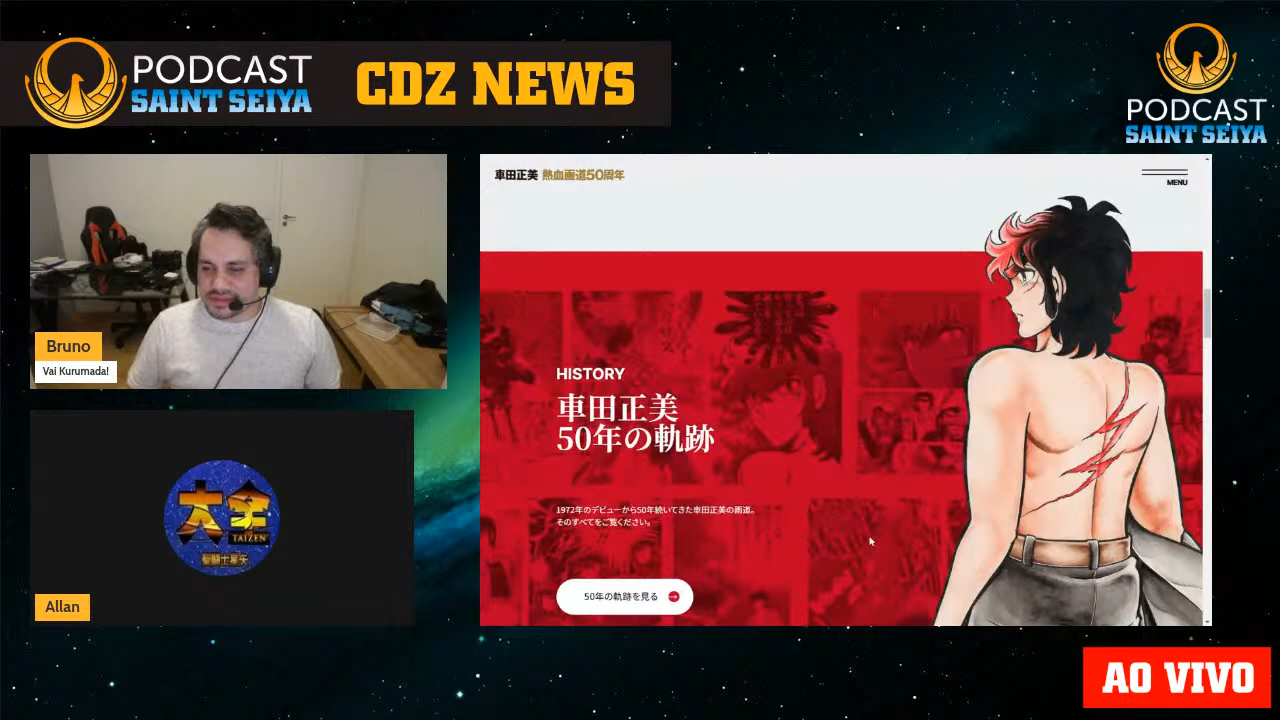 PODCAST
SAINT SEIYA
CDZ NEWS
PODCAST
SAINT SEIYA
車田正美 熱血画道50周年
MENU
HISTORY
車田正美
50年の軌跡
1972年のデビューから50年続いてきた車田正美の画道。
そのすべてをご覧ください。
50年の軌跡を見る
Bruno
Vai Kurumada!
TAIZEN
聖闘士星矢
Allan
AO VIVO